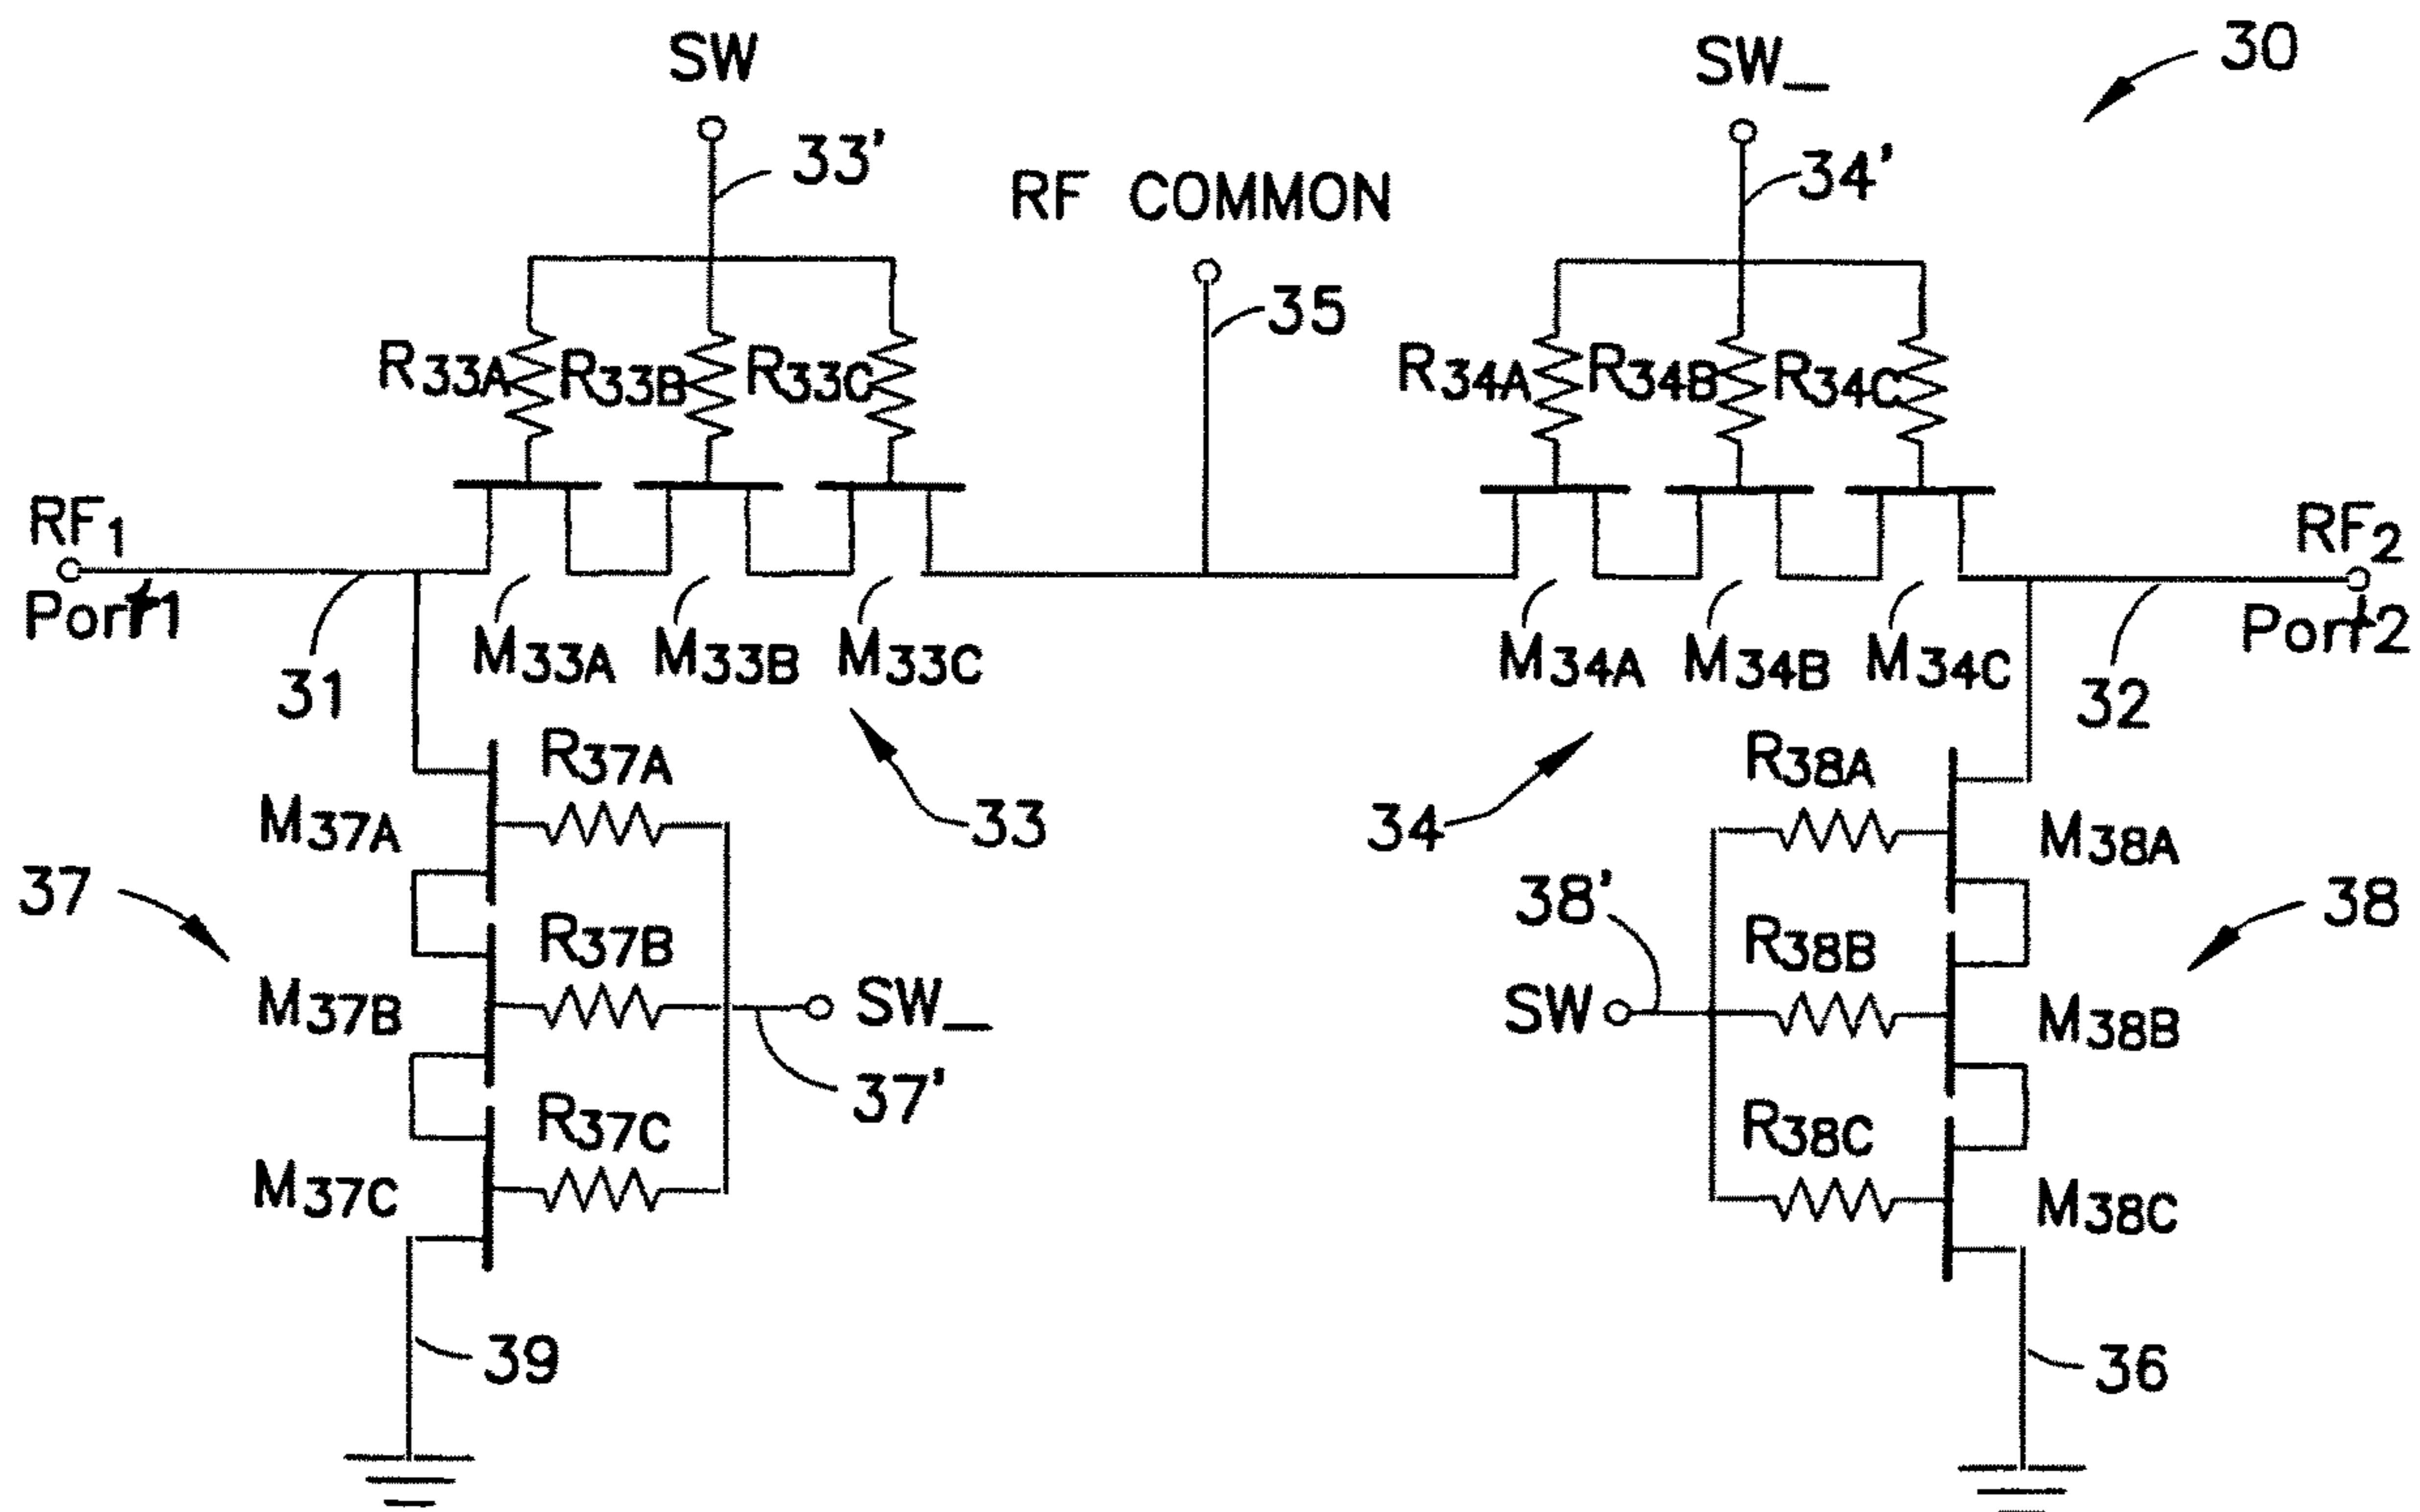 SW
SW_
30
33'
34'
RF COMMON
35
R33A
R33B
R33C
R34A
R34B
R34C
RF1
Port1
RF2
Port2
31
M33A
M33B
M33C
M34A
M34B
M34C
32
33
34
R37A
R38A
M37A
M38A
37
38'
38
R37B
R38B
M37B
SW_
SW
M38B
37'
R37C
R38C
M37C
M38C
39
36